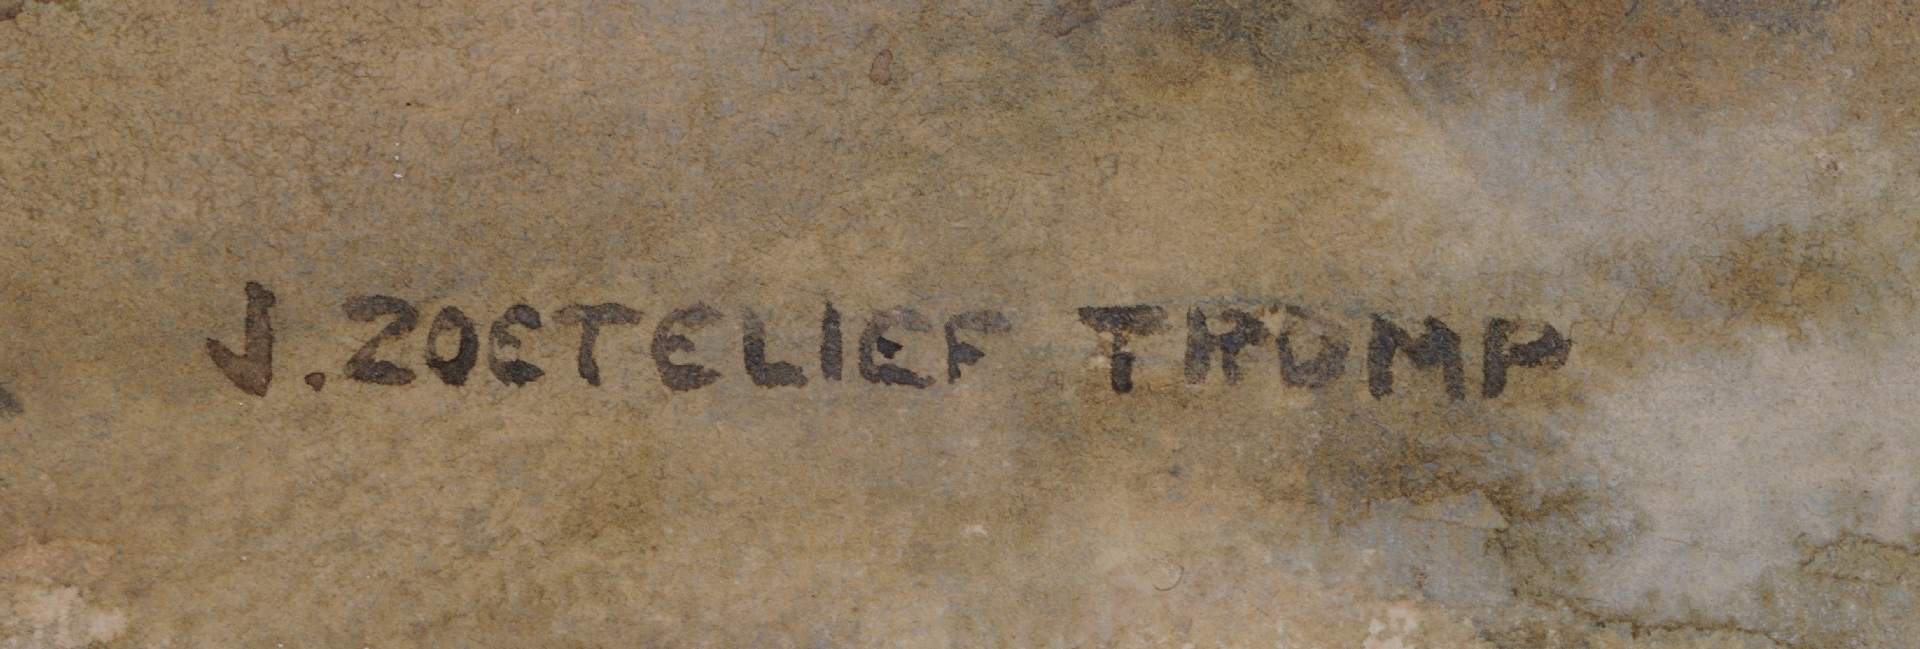 J. ZOETELIEF TROMP